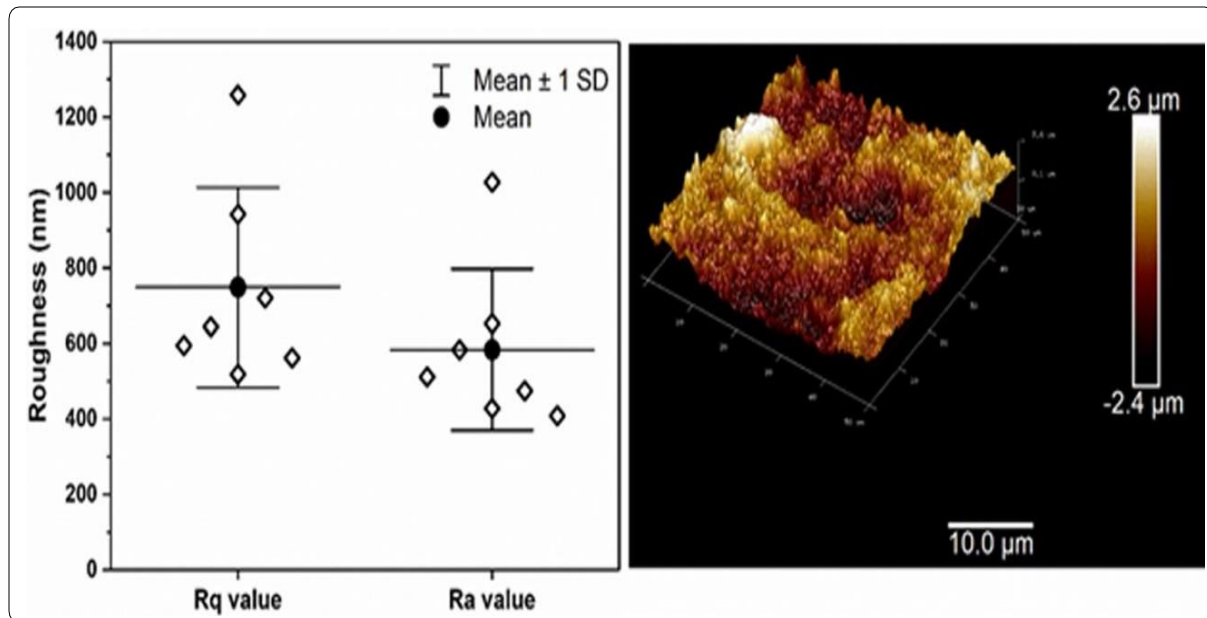 1400
1200
1000
800
600
400
200
0
Roughness (nm)
Mean ± 1 SD
Mean
Rq value
Ra value
2.6 µm
-2.4 µm
10.0 µm